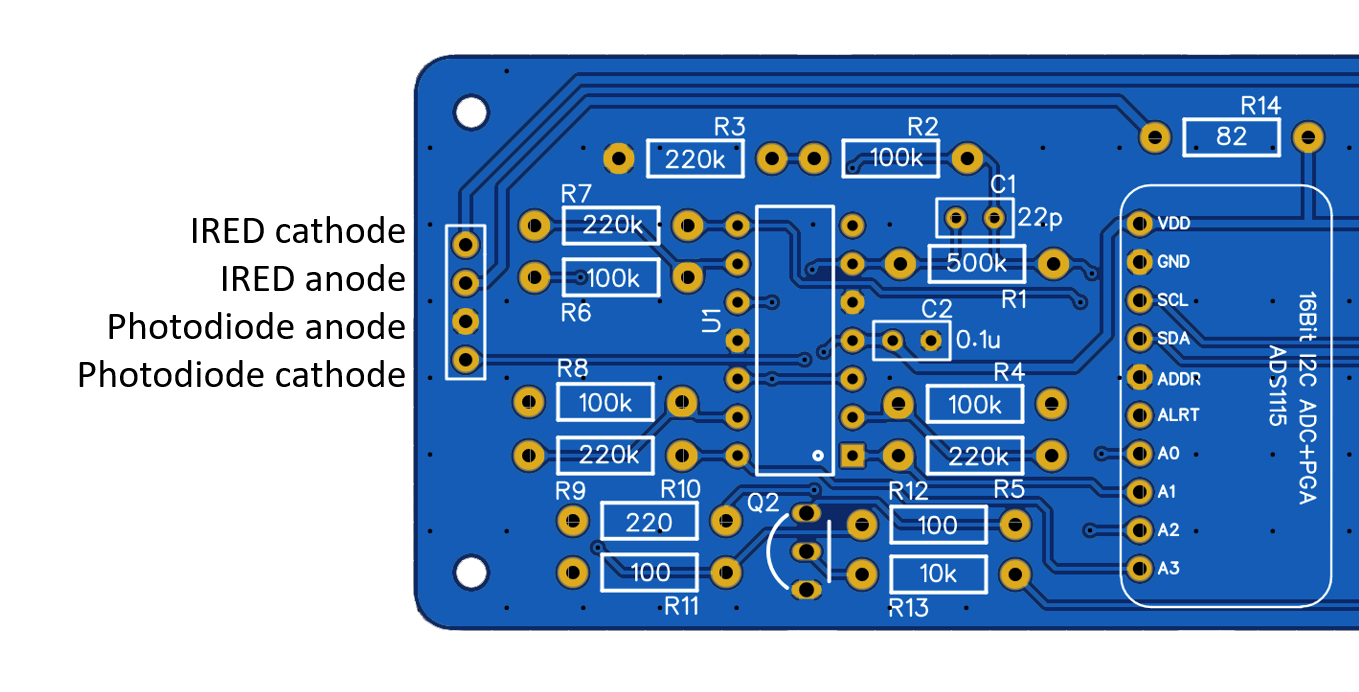 IRED cathode
IRED anode
Photodiode anode
Photodiode cathode
R3
220k
R2
100k
R14
82
R7
220k
C1
22p
100k
R6
500k
R1
U1
C2
0.1u
R8
100k
R4
100k
220k
220k
R9
R10
220
Q2
R12
R5
100
100
R11
10k
R13
VDD
GND
SCL
SDA
ADDR
ALRT
A0
A1
A2
A3
16Bit I2C ADC+PGA
ADS1115